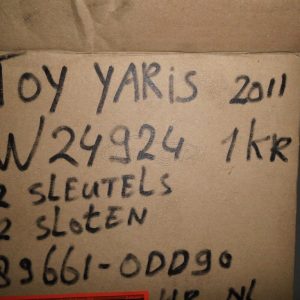 TOY YARiS 2011
W24924 1KR
2 SLEUTELS
2 SLOTEN
89661-0DD90